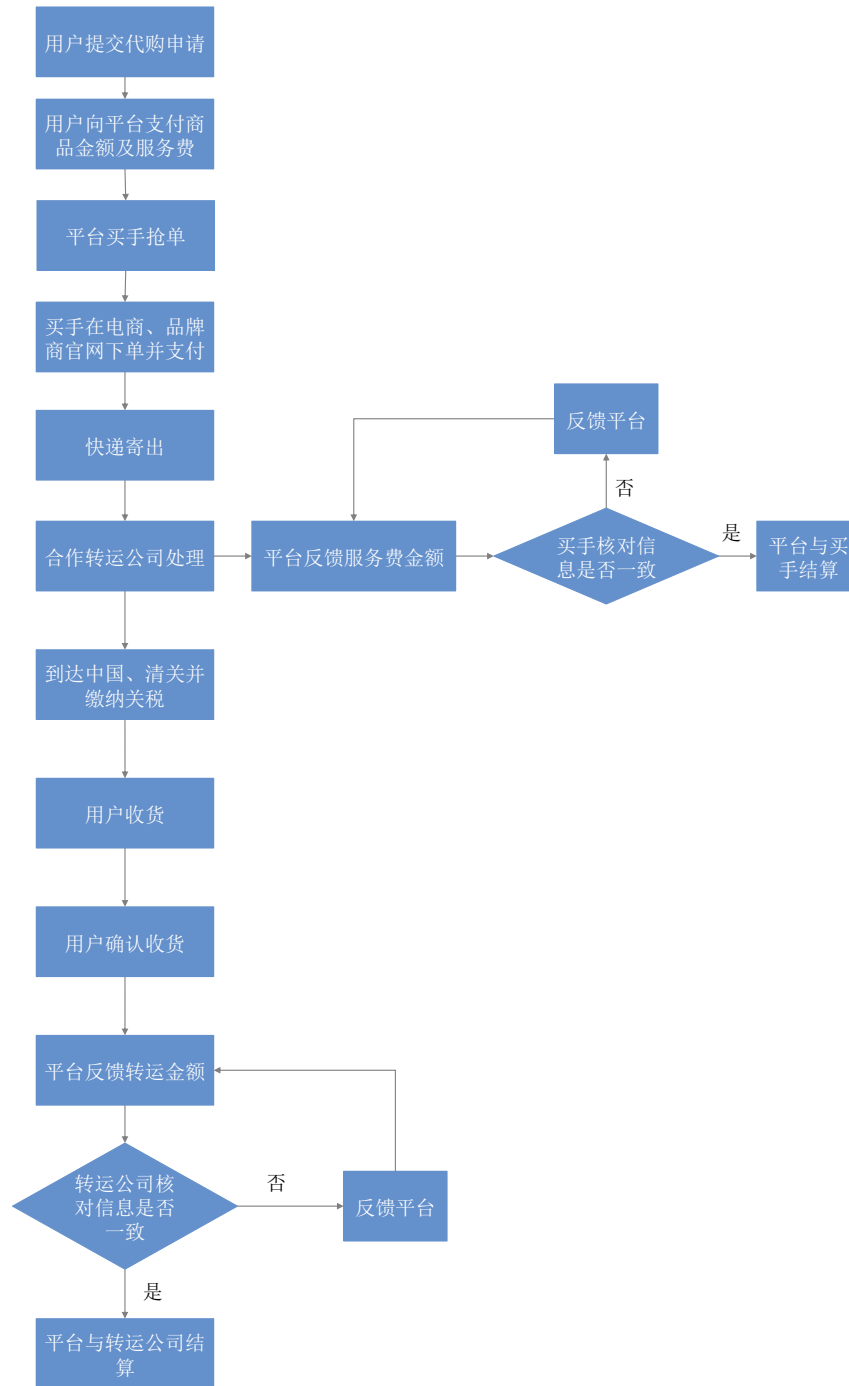 用户提交代购申请
用户向平台支付商
品金额及服务费
平台买手抢单
买手在电商、品牌
商官网下单并支付
快递寄出
反馈平台
否
合作转运公司处理
平台反馈服务费金额
买手核对信
息是否一致
是
平台与买
手结算
到达中国、清关并
缴纳关税
用户收货
用户确认收货
平台反馈转运金额
转运公司核
对信息是否
一致
否
反馈平台
是
平台与转运公司结
算